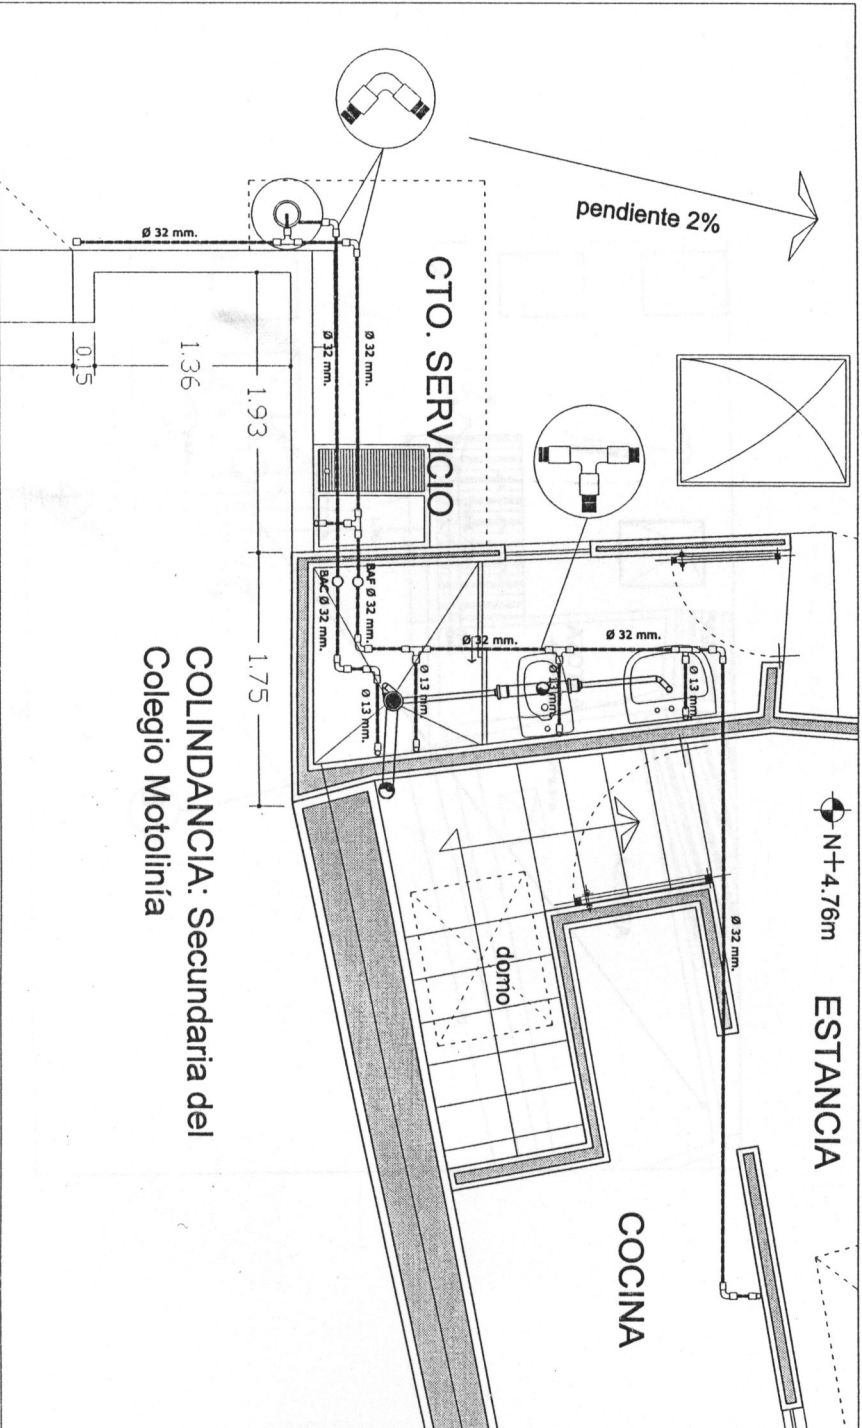 pendiente 2%
Ø 32 mm.
CTO. SERVICIO
Ø 32 mm.
Ø 32 mm.
0.5
1.36
1.93
1.75
BAF Ø 32 mm.
BAC Ø 32 mm.
Ø 32 mm.
Ø 32 mm.
Ø 13 mm.
Ø 13 mm.
Ø 13 mm.
Ø 13 mm.
N+4.76m
ESTANCIA
Ø 32 mm.
domo
COCINA
COLINDANCIA: Secundaria del
Colegio Motolinía